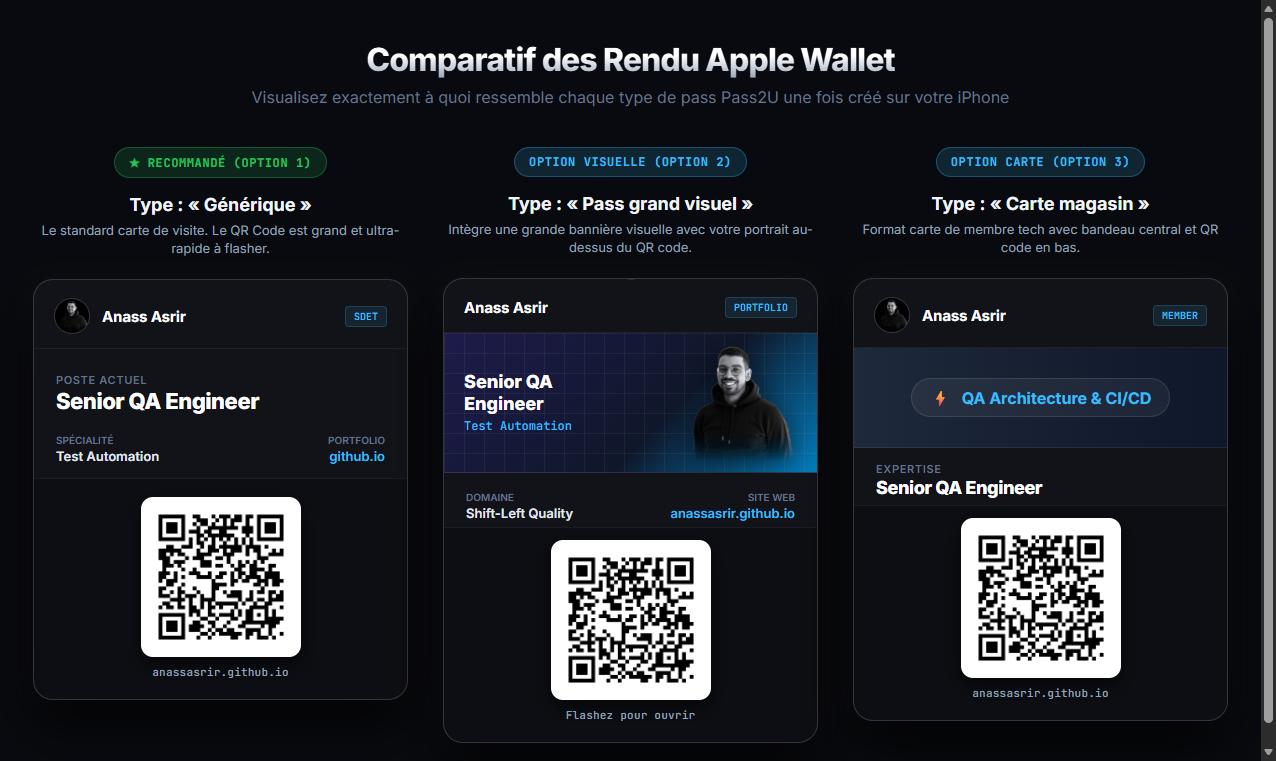 Comparatif des Rendu Apple Wallet
Visualisez exactement à quoi ressemble chaque type de pass Pass2U une fois créé sur votre iPhone
★ RECOMMANDÉ (OPTION 1)
Type : « Générique »
Le standard carte de visite. Le QR Code est grand et ultra-
rapide à flasher.
Anass Asrir
SDET
POSTE ACTUEL
Senior QA Engineer
SPÉCIALITÉ
PORTFOLIO
Test Automation
github.io
anassasrir.github.io
OPTION VISUELLE (OPTION 2)
Type : « Pass grand visuel »
Intègre une grande bannière visuelle avec votre portrait au-
dessus du QR code.
Anass Asrir
PORTFOLIO
Senior QA
Engineer
Test Automation
DOMAINE
SITE WEB
Shift-Left Quality
anassasrir.github.io
Flashez pour ouvrir
OPTION CARTE (OPTION 3)
Type : « Carte magasin »
Format carte de membre tech avec bandeau central et QR
code en bas.
Anass Asrir
MEMBER
QA Architecture & CI/CD
EXPERTISE
Senior QA Engineer
anassasrir.github.io